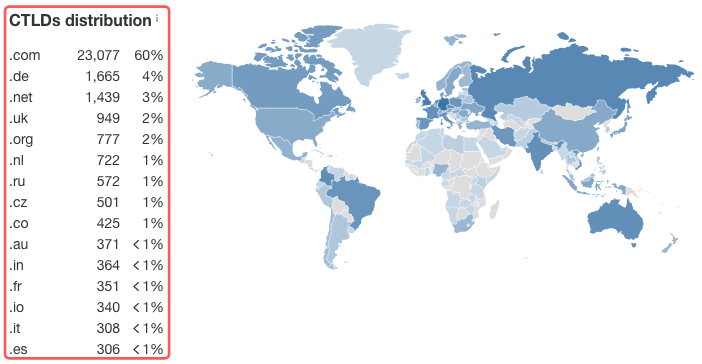 CTLDs distribution i
.com 23,077 60%
.de 1,665 4%
.net 1,439 3%
.uk 949 2%
.org 777 2%
.nl 722 1%
.ru 572 1%
.cz 501 1%
.co 425 1%
.au 371 <1%
.in 364 <1%
.fr 351 <1%
.io 340 <1%
.it 308 <1%
.es 306 <1%